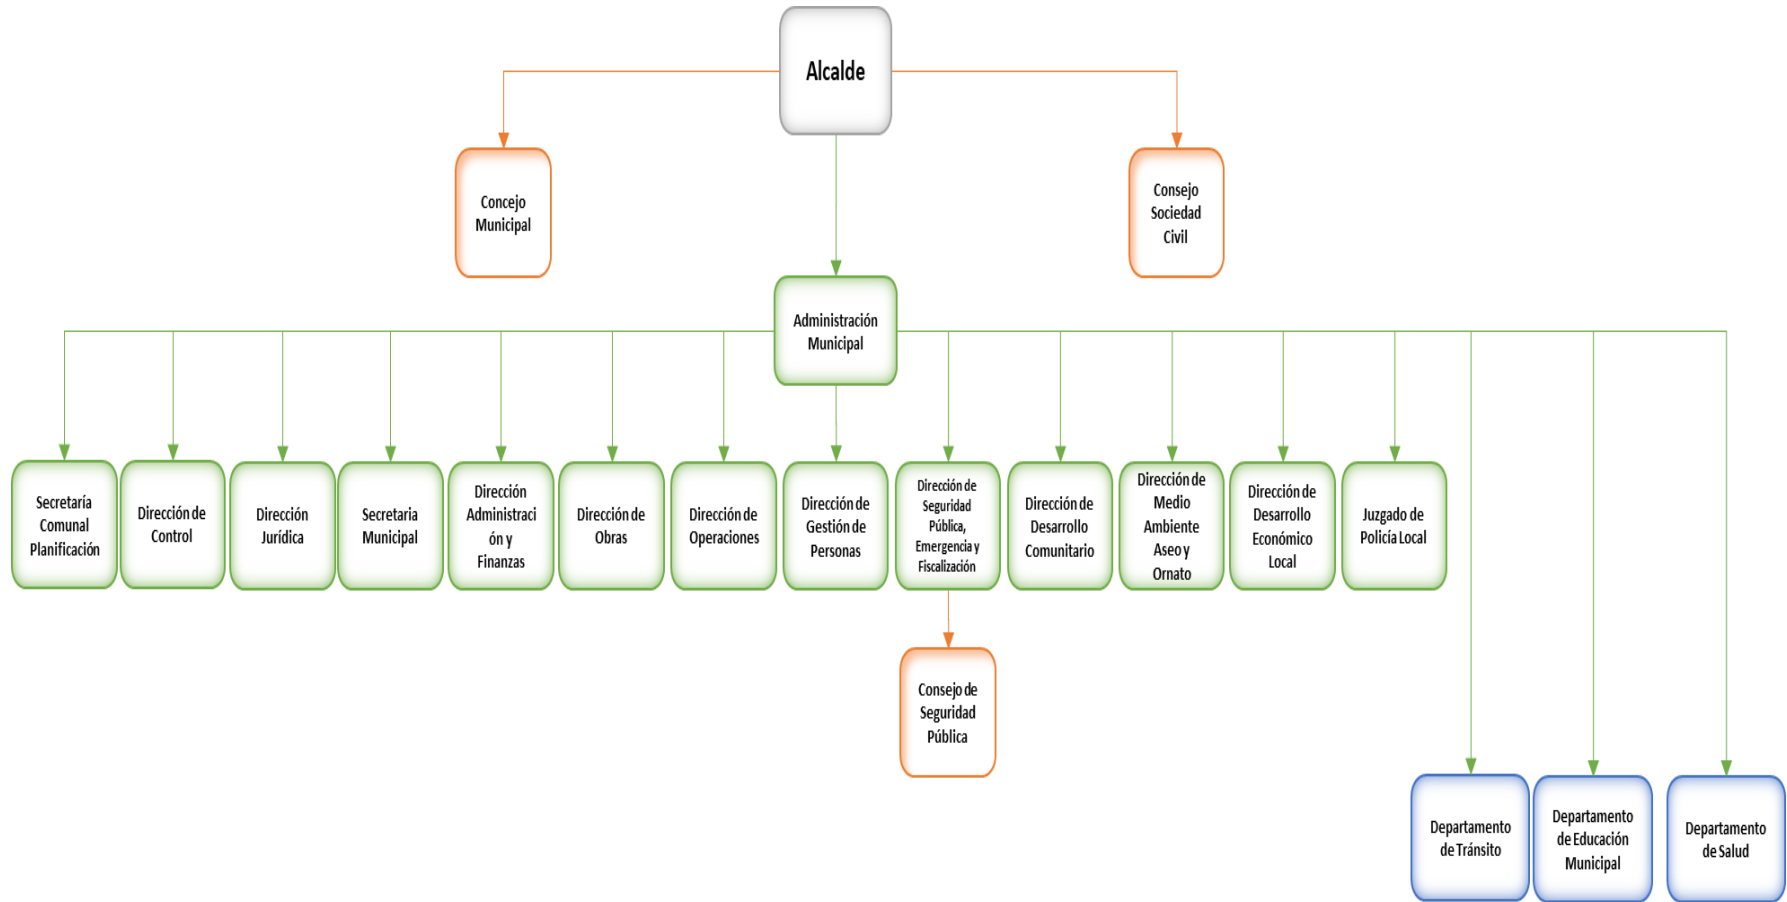 Alcalde
Concejo
Municipal
Consejo
Sociedad
Civil
Administración
Municipal
Secretaría
Comunal
Planificación
Dirección de
Control
Dirección
Jurídica
Secretaria
Municipal
Dirección
Administraci
ón y
Finanzas
Dirección de
Obras
Dirección de
Operaciones
Dirección de
Gestión de
Personas
Dirección de
Seguridad
Pública,
Emergencia y
Fiscalización
Dirección de
Desarrollo
Comunitario
Dirección de
Medio
Ambiente
Aseo y
Ornato
Dirección de
Desarrollo
Económico
Local
Juzgado de
Policía Local
Consejo de
Seguridad
Pública
Departamento
de Tránsito
Departamento
de Educación
Municipal
Departamento
de Salud